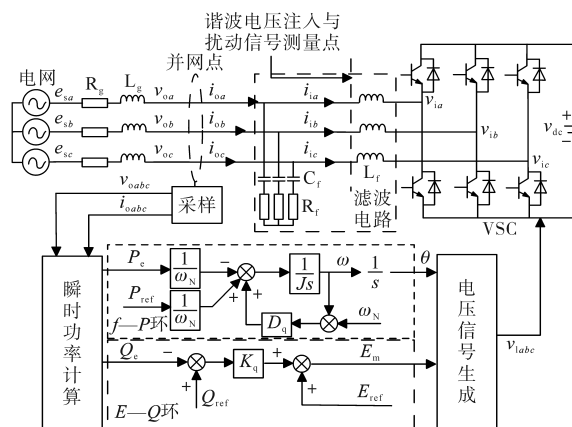 谐波电压注入与
扰动信号测量点
并网点
电网
e_sa R_g L_g v_oa i_oa i_ia
v_ia
e_sb v_ob i_ob i_ib
v_ib
v_dc
e_sc v_oc i_oc i_ic
v_ic
C_f L_f
R_f
滤波电路
VSC
v_oabc
i_oabc
采样
瞬时功率计算
P_e 1/ω_N − + 1/Js ω 1/s θ
P_ref 1/ω_N + +
D_q ω_N
f—P环
Q_e − K_q + E_m
+ Q_ref + E_ref
E—Q环
电压信号生成
v_1abc